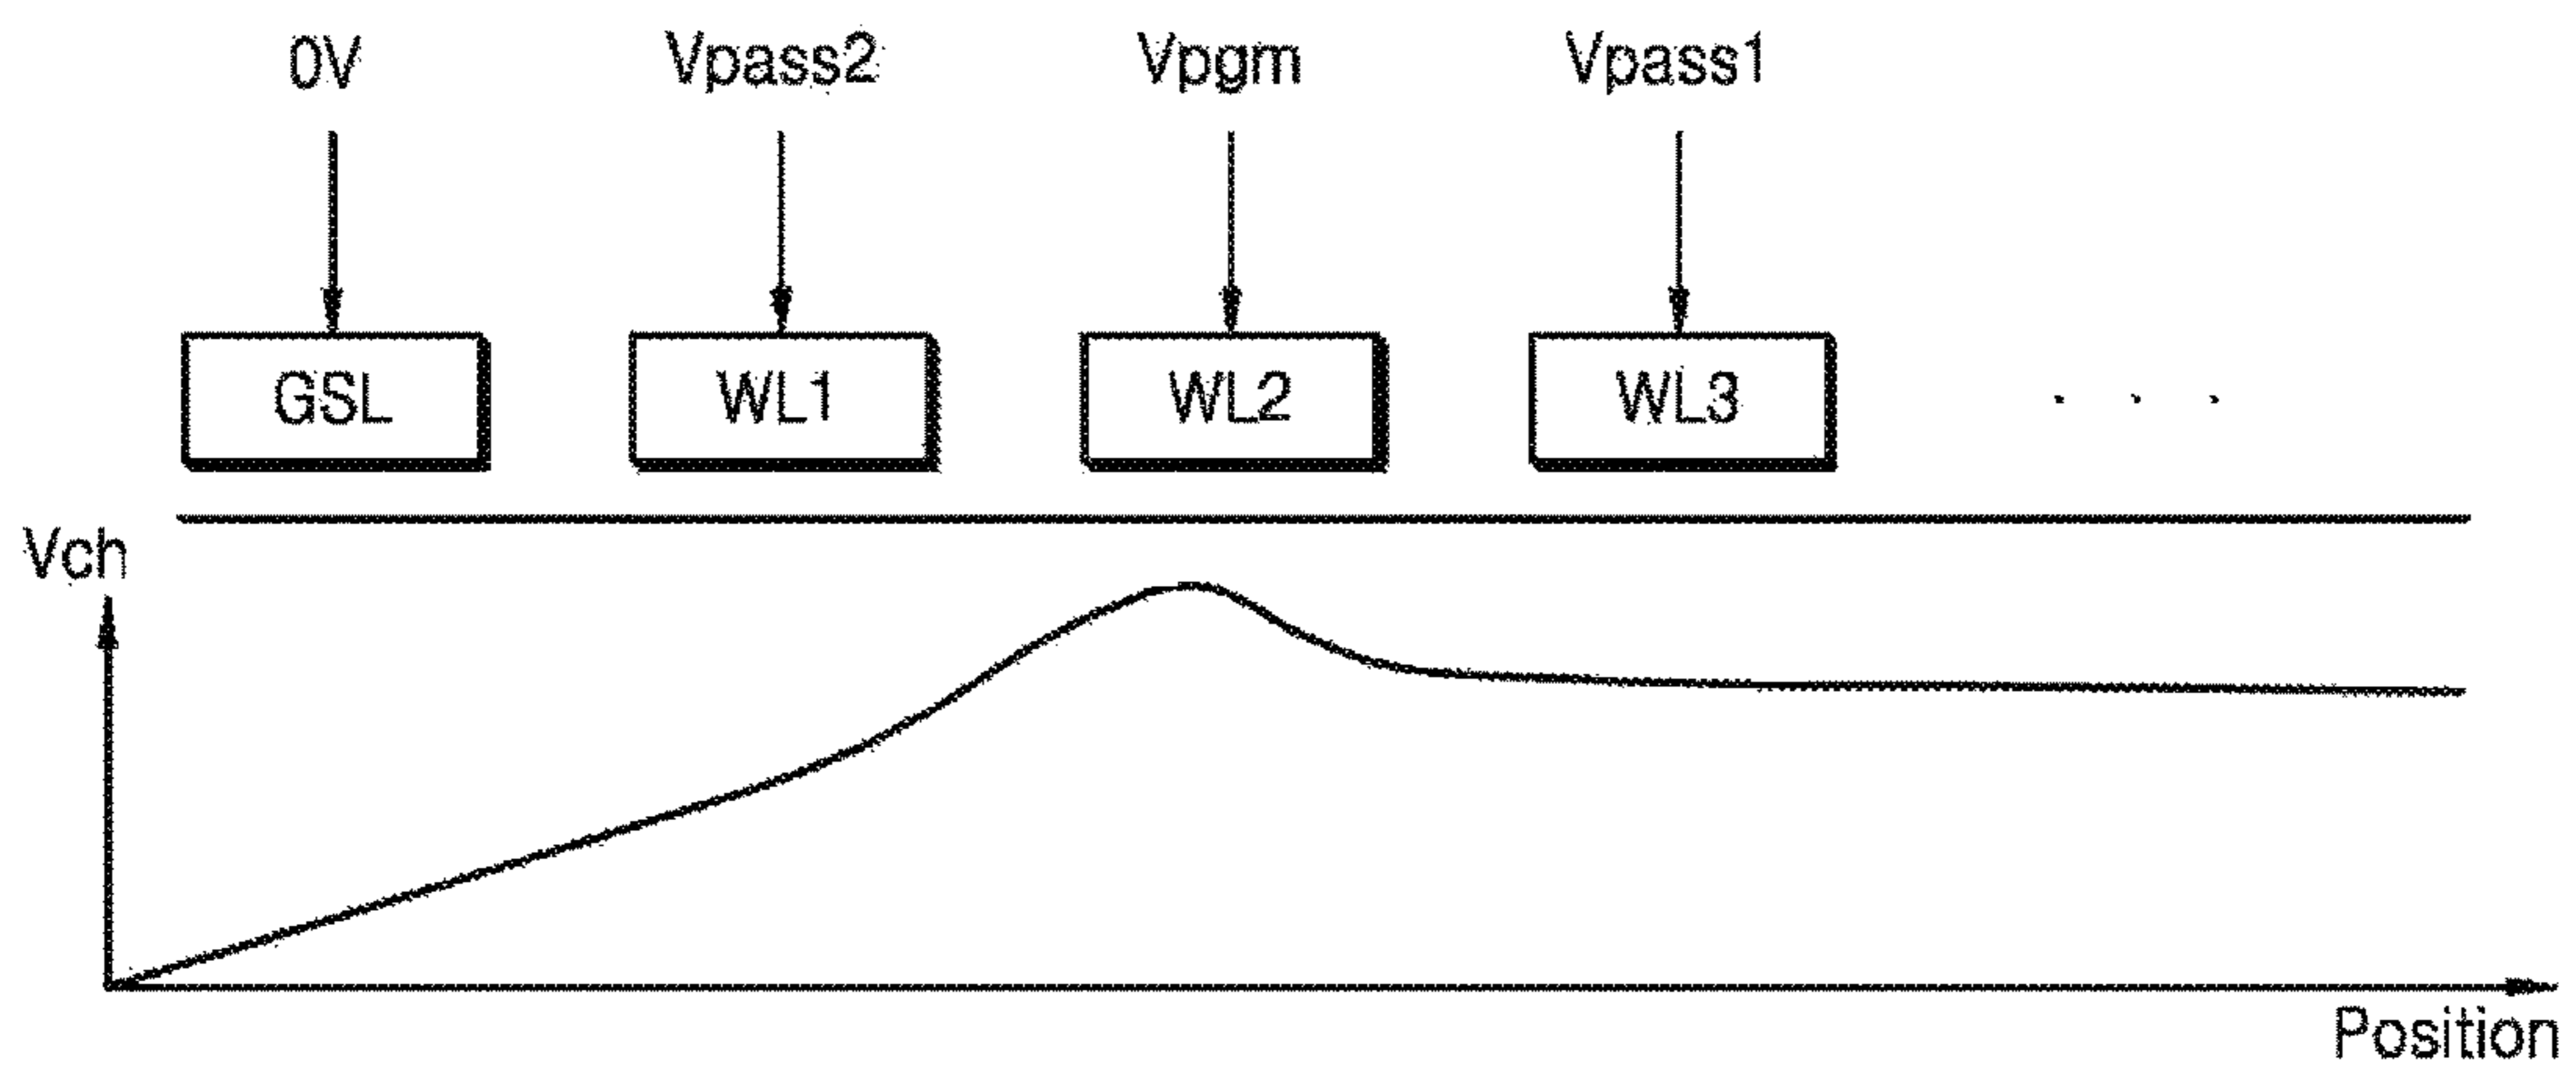 0V Vpass2 Vpgm Vpass1
GSL WL1 WL2 WL3 . . .
Vch
Position